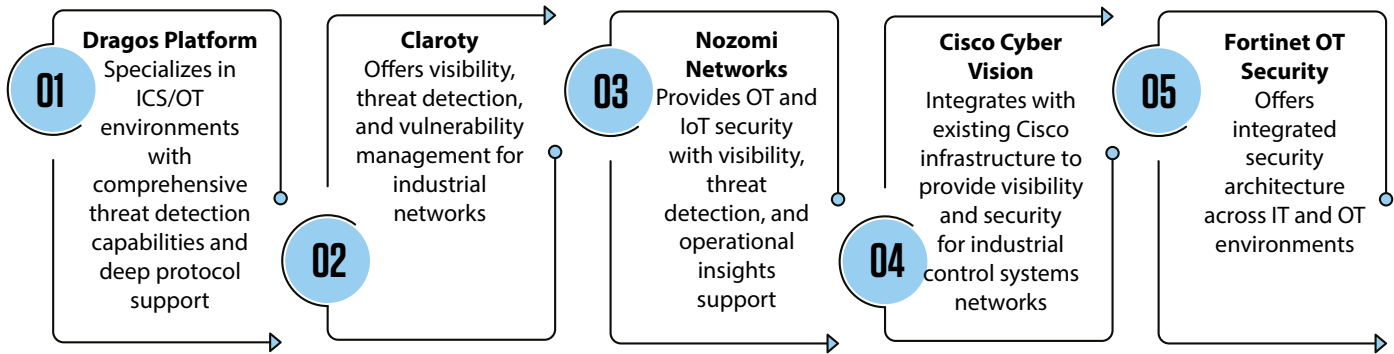 01
Dragos Platform
Specializes in
ICS/OT
environments
with
comprehensive
threat detection
capabilities and
deep protocol
support
02
Claroty
Offers visibility,
threat detection,
and vulnerability
management for
industrial
networks
03
Nozomi
Networks
Provides OT and
IoT security
with visibility,
threat
detection, and
operational
insights
support
04
Cisco Cyber
Vision
Integrates with
existing Cisco
infrastructure to
provide visibility
and security
for industrial
control systems
networks
05
Fortinet OT
Security
Offers
integrated
security
architecture
across IT and OT
environments